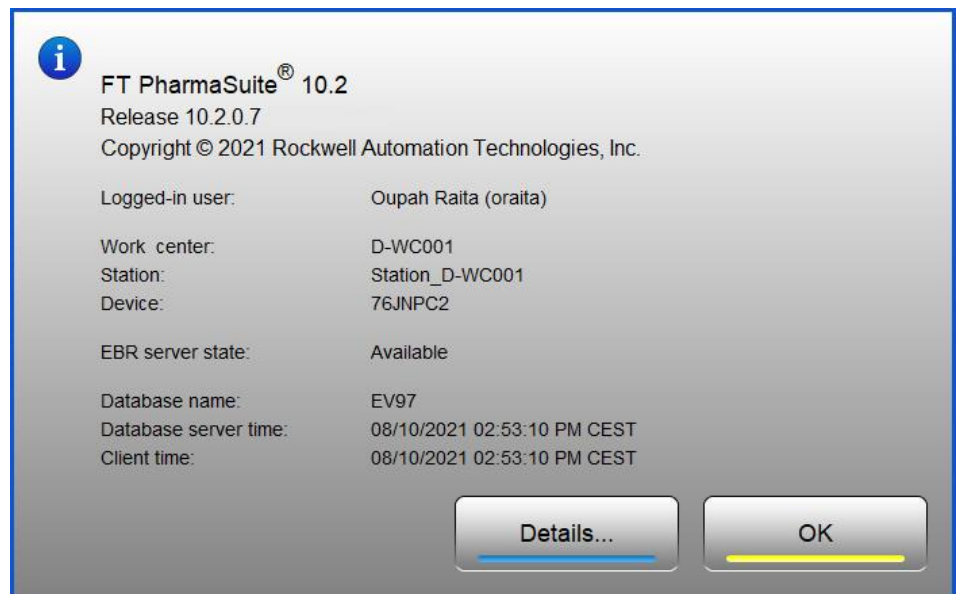 i
FT PharmaSuite® 10.2
Release 10.2.0.7
Copyright © 2021 Rockwell Automation Technologies, Inc.
Logged-in user: Oupah Raita (oraita)
Work center: D-WC001
Station: Station_D-WC001
Device: 76JNPC2
EBR server state: Available
Database name: EV97
Database server time: 08/10/2021 02:53:10 PM CEST
Client time: 08/10/2021 02:53:10 PM CEST
Details... OK